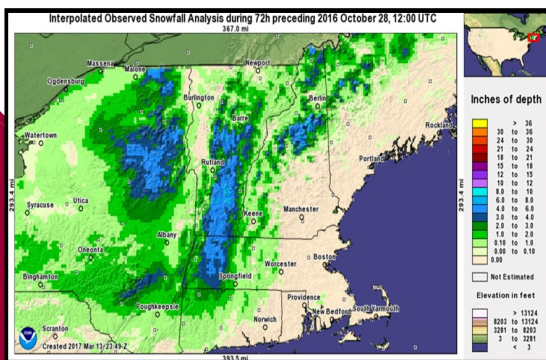 Interpolated Observed Snowfall Analysis during 72h preceding 2016 October 28, 12:00 UTC
367.0 mi
Massena
Malone
Newport
Ogdensburg
Burlington
Berlin
Barre
Rockland
Watertown
Portland
Rutland
293.4 mi
293.4 mi
Syracuse
Utica
Keene
Manchester
Albany
Oneonta
Boston
Worcester
Binghamton
Springfield
Providence
Poughkeepsie
New Bedford
South Yarmouth
Norwich
Scranton
Created 2017 Mar 13/23:49 Z
393.5 mi
Inches of depth
> 36
30 to 36
24 to 30
21 to 24
18 to 21
15 to 18
12 to 15
10 to 12
8.0 to 10
6.0 to 8.0
4.0 to 6.0
3.0 to 4.0
2.0 to 3.0
1.0 to 2.0
0.10 to 1.0
0.00 to 0.10
0.00
Not Estimated
Elevation in feet
> 13124
8203 to 13124
3281 to 8203
3 to 3281
< 3